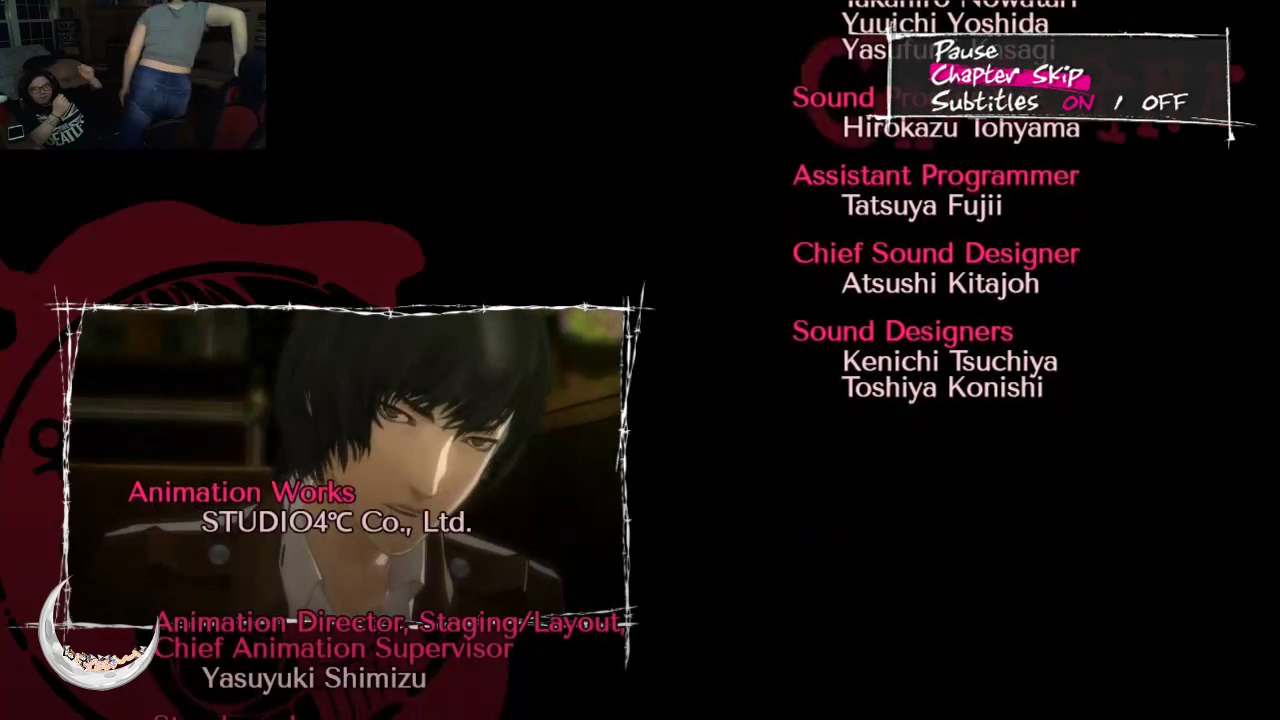 Yuuichi Yoshida
Pause
Chapter Skip
Subtitles ON / OFF
Sound
Hirokazu Tohyama
Assistant Programmer
Tatsuya Fujii
Chief Sound Designer
Atsushi Kitajoh
Sound Designers
Kenichi Tsuchiya
Toshiya Konishi
Animation Works
STUDIO4℃ Co., Ltd.
Animation Director, Staging/Layout,
Chief Animation Supervisor
Yasuyuki Shimizu